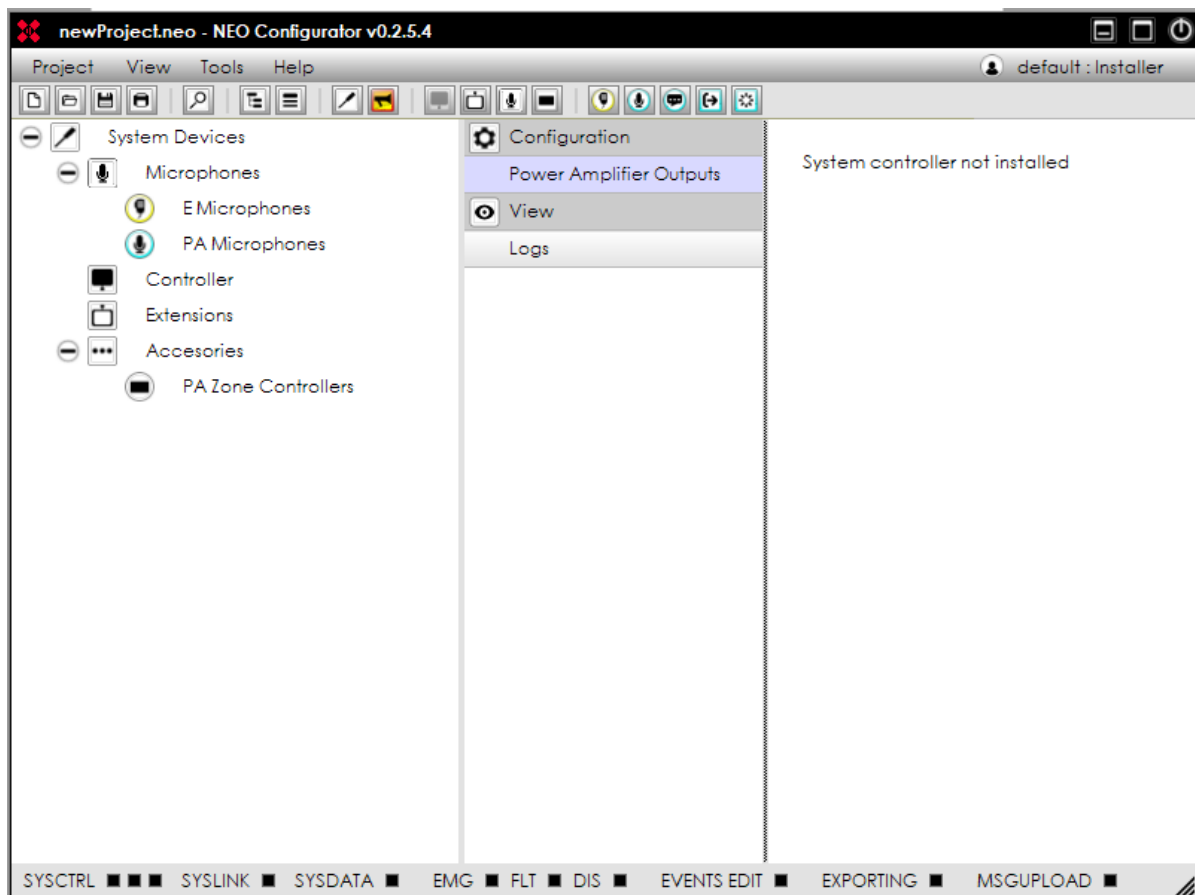 newProject.neo - NEO Configurator v0.2.5.4
Project View Tools Help default : Installer
System Devices
Microphones
E Microphones
PA Microphones
Controller
Extensions
Accesories
PA Zone Controllers
Configuration
Power Amplifier Outputs
View
Logs
System controller not installed
SYSCTRL SYSLINK SYSDATA EMG FLT DIS EVENTS EDIT EXPORTING MSGUPLOAD